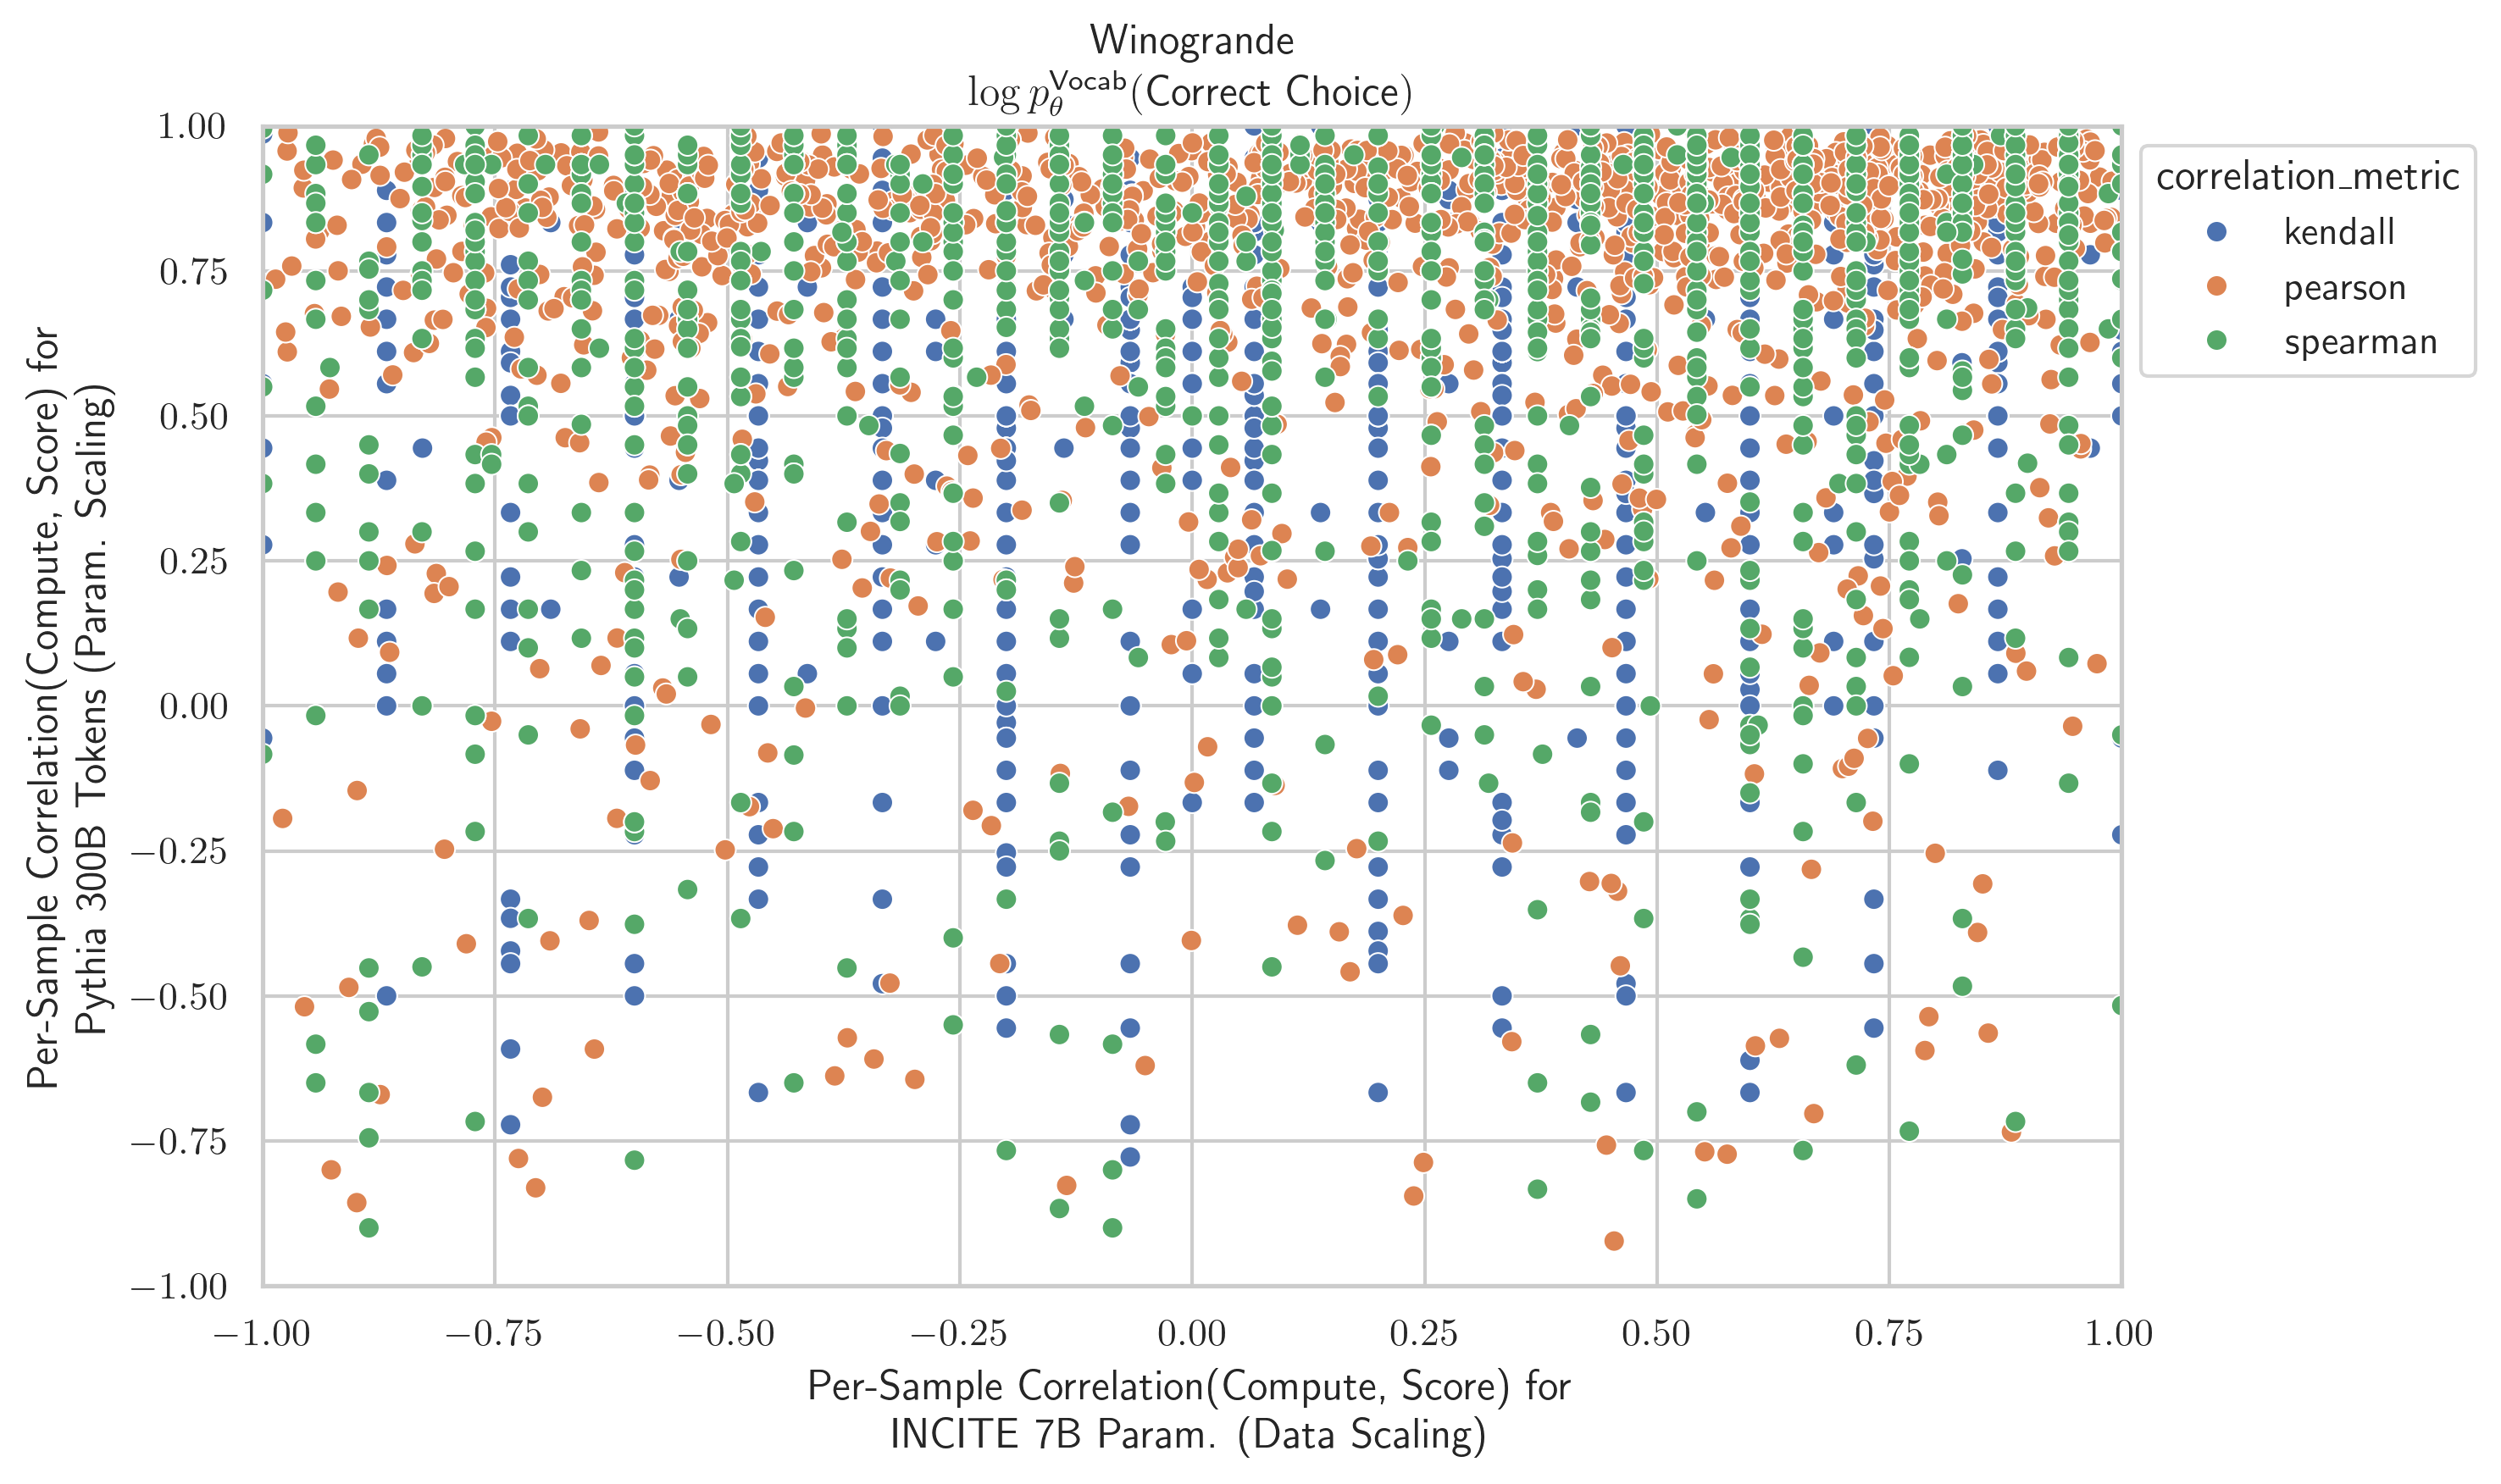 Winogrande
log p_θ^Vocab(Correct Choice)
1.00
0.75
0.50
0.25
0.00
−0.25
−0.50
−0.75
−1.00
Per-Sample Correlation(Compute, Score) for
Pythia 300B Tokens (Param. Scaling)
correlation_metric
kendall
pearson
spearman
−1.00 −0.75 −0.50 −0.25 0.00 0.25 0.50 0.75 1.00
Per-Sample Correlation(Compute, Score) for
INCITE 7B Param. (Data Scaling)